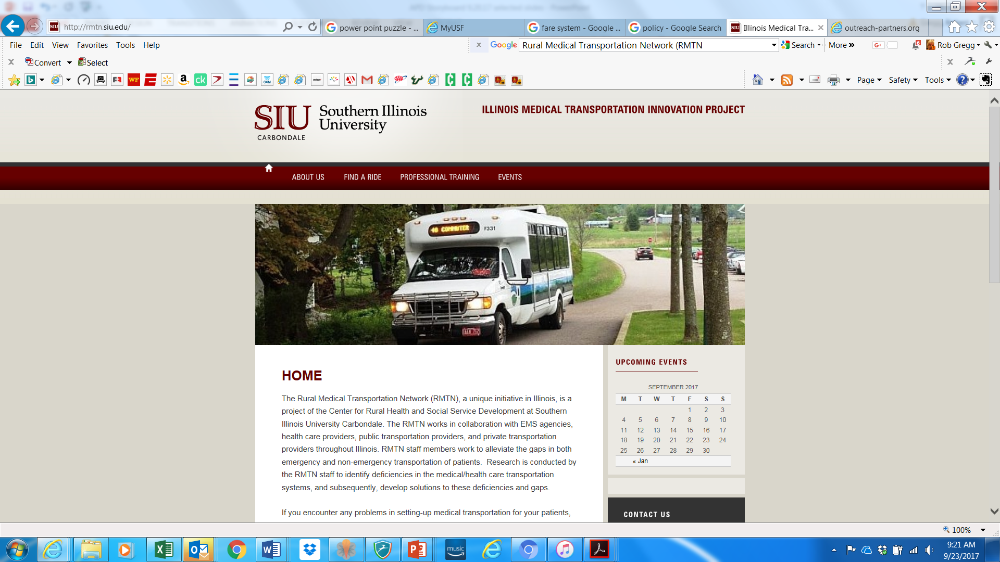 http://rmtn.siu.edu/
power point puzzle - ...
MyUSF
fare system - Google ...
policy - Google Search
Illinois Medical Tra...
outreach-partners.org
File Edit View Favorites Tools Help
x Google Rural Medical Transportation Network (RMTN Search More » G+ 6 Rob Gregg
x Convert Select x
Page Safety Tools
SIU Southern Illinois
University
CARBONDALE
ILLINOIS MEDICAL TRANSPORTATION INNOVATION PROJECT
ABOUT US FIND A RIDE PROFESSIONAL TRAINING EVENTS
46 COMMUTER F331
HOME
The Rural Medical Transportation Network (RMTN), a unique initiative in Illinois, is a
project of the Center for Rural Health and Social Service Development at Southern
Illinois University Carbondale. The RMTN works in collaboration with EMS agencies,
health care providers, public transportation providers, and private transportation
providers throughout Illinois. RMTN staff members work to alleviate the gaps in both
emergency and non-emergency transportation of patients.  Research is conducted by
the RMTN staff to identify deficiencies in the medical/health care transportation
systems, and subsequently, develop solutions to these deficiencies and gaps.
If you encounter any problems in setting-up medical transportation for your patients,
UPCOMING EVENTS
SEPTEMBER 2017
M T W T F S S
1 2 3
4 5 6 7 8 9 10
11 12 13 14 15 16 17
18 19 20 21 22 23 24
25 26 27 28 29 30
« Jan
CONTACT US
100%
music
9:21 AM
9/23/2017